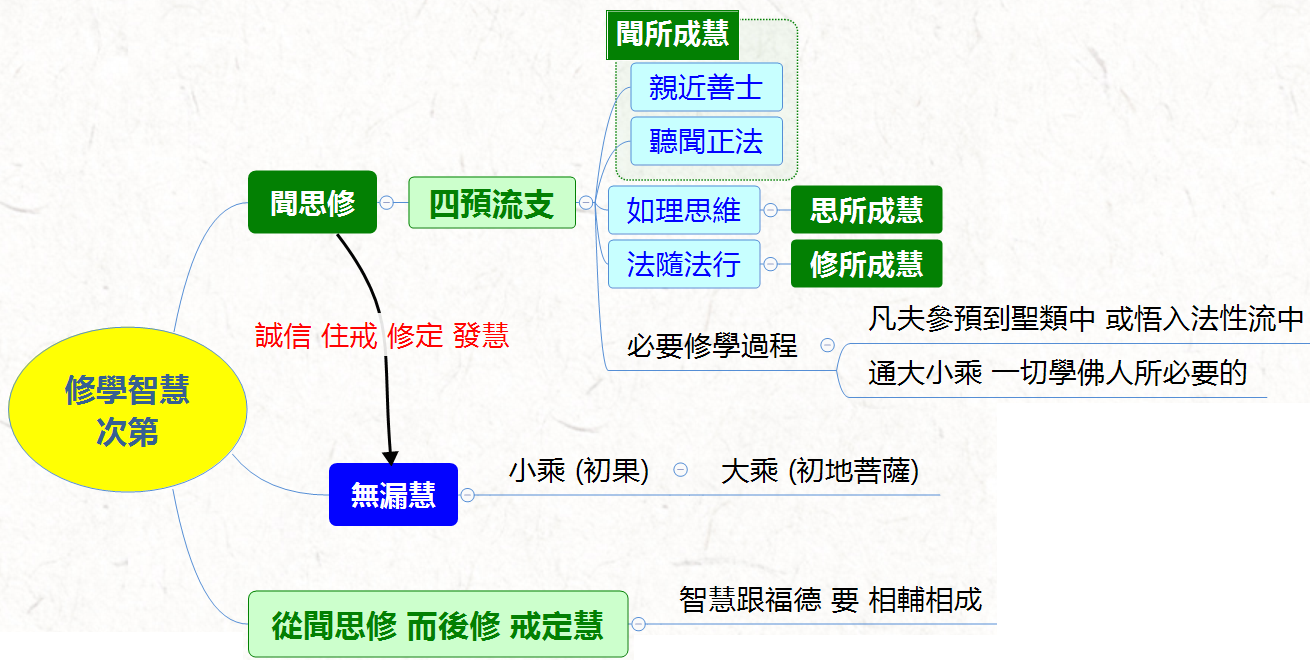 修學智慧
次第
聞思修
四預流支
聞所成慧
親近善士
聽聞正法
如理思維
思所成慧
法隨法行
修所成慧
必要修學過程
凡夫參預到聖類中 或悟入法性流中
通大小乘 一切學佛人所必要的
誠信 住戒 修定 發慧
無漏慧
小乘 (初果)
大乘 (初地菩薩)
從聞思修 而後修 戒定慧
智慧跟福德 要 相輔相成